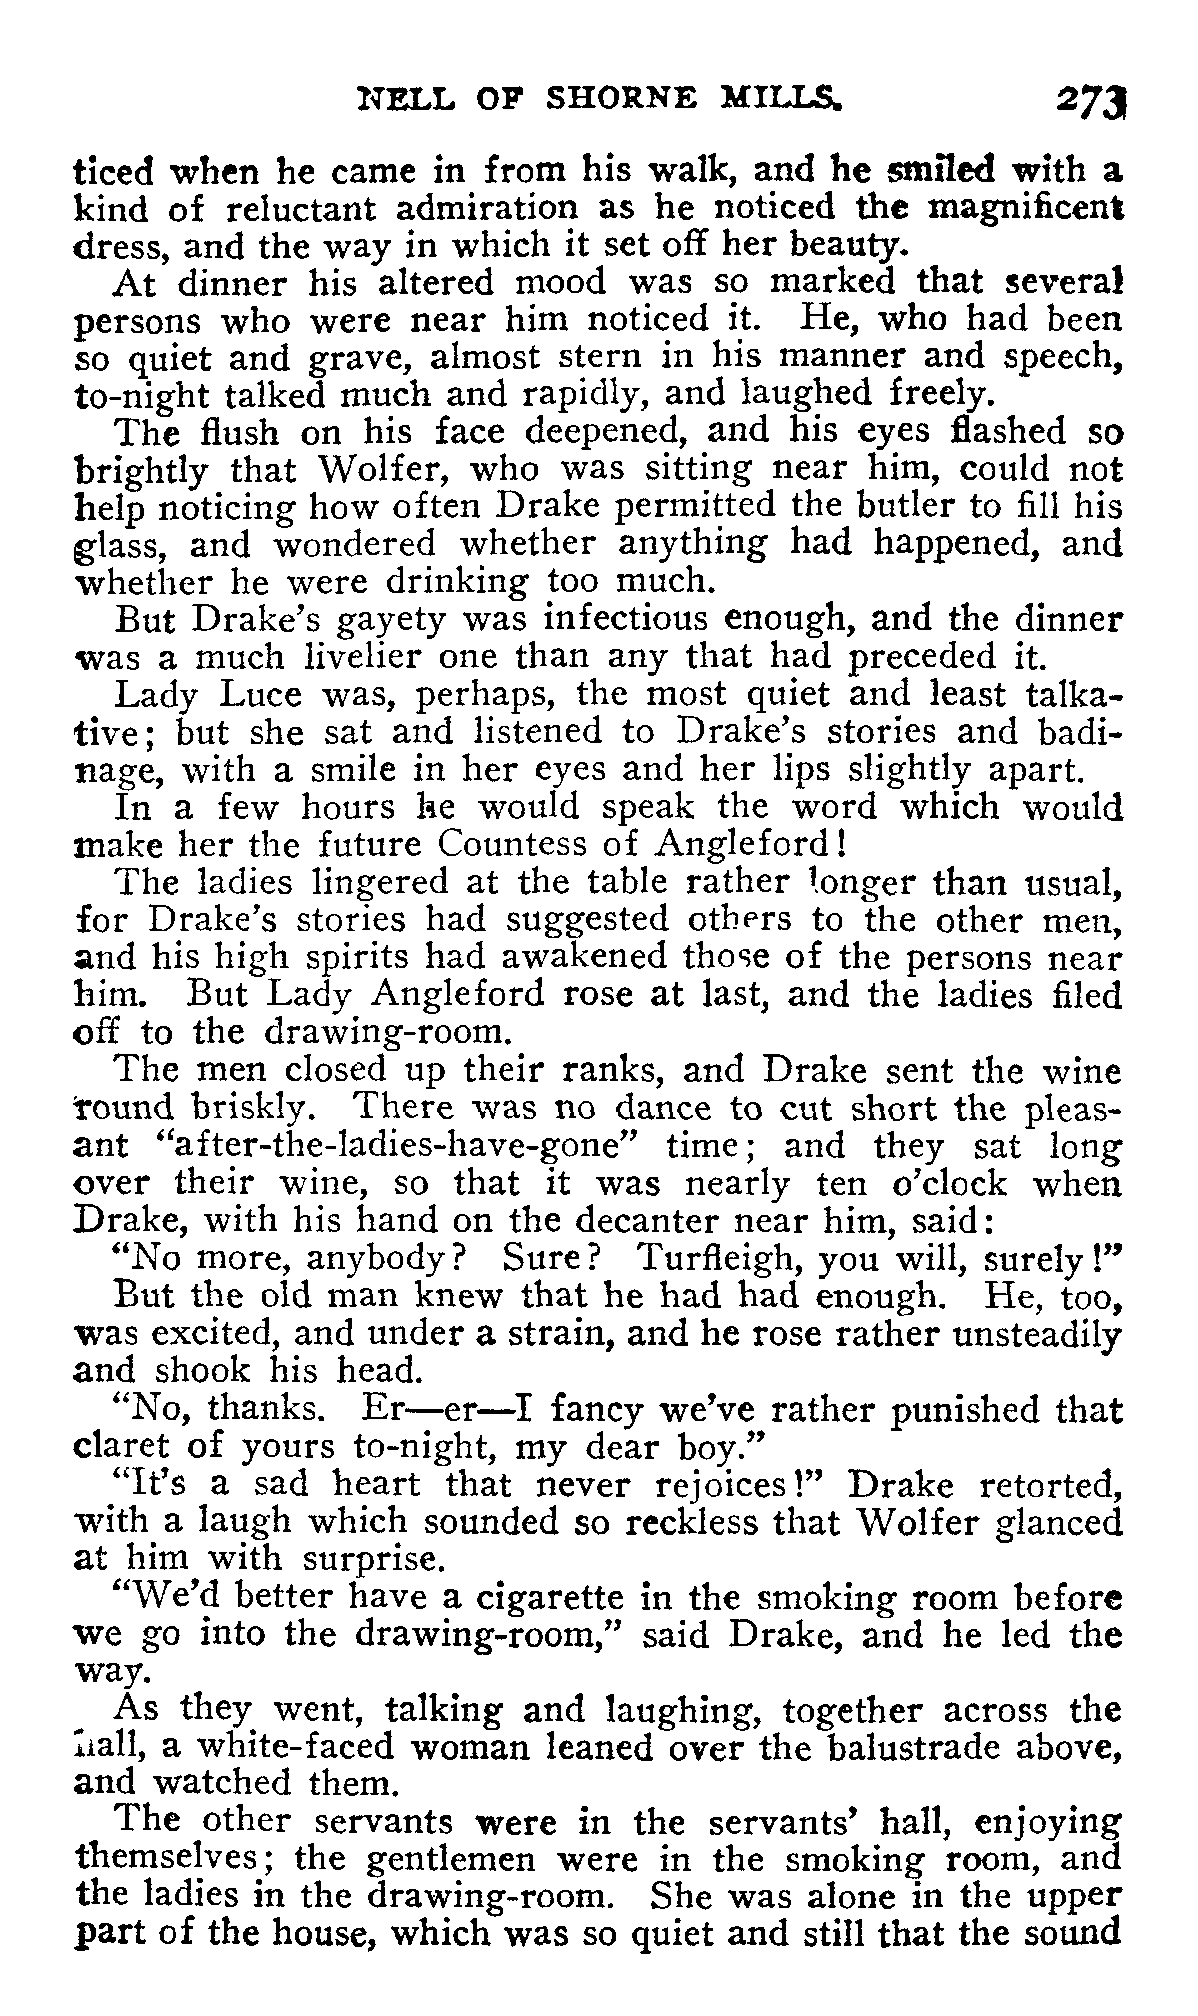 NELL OF SHORNE MILLS. 273
ticed when he came in from his walk, and he smiled with a
kind of reluctant admiration as he noticed the magnificent
dress, and the way in which it set off her beauty.
At dinner his altered mood was so marked that several
persons who were near him noticed it. He, who had been
so quiet and grave, almost stern in his manner and speech,
to-night talked much and rapidly, and laughed freely.
The flush on his face deepened, and his eyes flashed so
brightly that Wolfer, who was sitting near him, could not
help noticing how often Drake permitted the butler to fill his
glass, and wondered whether anything had happened, and
whether he were drinking too much.
But Drake's gayety was infectious enough, and the dinner
was a much livelier one than any that had preceded it.
Lady Luce was, perhaps, the most quiet and least talka-
tive; but she sat and listened to Drake's stories and badi-
nage, with a smile in her eyes and her lips slightly apart.
In a few hours he would speak the word which would
make her the future Countess of Angleford!
The ladies lingered at the table rather longer than usual,
for Drake's stories had suggested others to the other men,
and his high spirits had awakened those of the persons near
him. But Lady Angleford rose at last, and the ladies filed
off to the drawing-room.
The men closed up their ranks, and Drake sent the wine
round briskly. There was no dance to cut short the pleas-
ant "after-the-ladies-have-gone" time; and they sat long
over their wine, so that it was nearly ten o'clock when
Drake, with his hand on the decanter near him, said:
"No more, anybody? Sure? Turfleigh, you will, surely!"
But the old man knew that he had had enough. He, too,
was excited, and under a strain, and he rose rather unsteadily
and shook his head.
"No, thanks. Er—er—I fancy we've rather punished that
claret of yours to-night, my dear boy."
"It's a sad heart that never rejoices!" Drake retorted,
with a laugh which sounded so reckless that Wolfer glanced
at him with surprise.
"We'd better have a cigarette in the smoking room before
we go into the drawing-room," said Drake, and he led the
way.
As they went, talking and laughing, together across the
hall, a white-faced woman leaned over the balustrade above,
and watched them.
The other servants were in the servants' hall, enjoying
themselves; the gentlemen were in the smoking room, and
the ladies in the drawing-room. She was alone in the upper
part of the house, which was so quiet and still that the sound